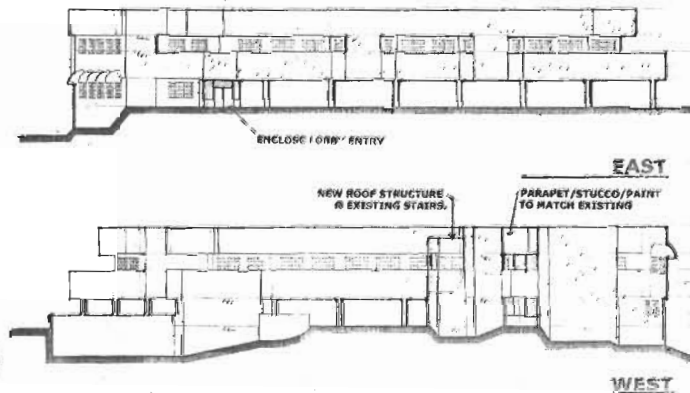 ENCLOSE LOBBY ENTRY
EAST
NEW ROOF STRUCTURE
@ EXISTING STAIRS.
PARAPET/STUCCO/PAINT
TO MATCH EXISTING
WEST